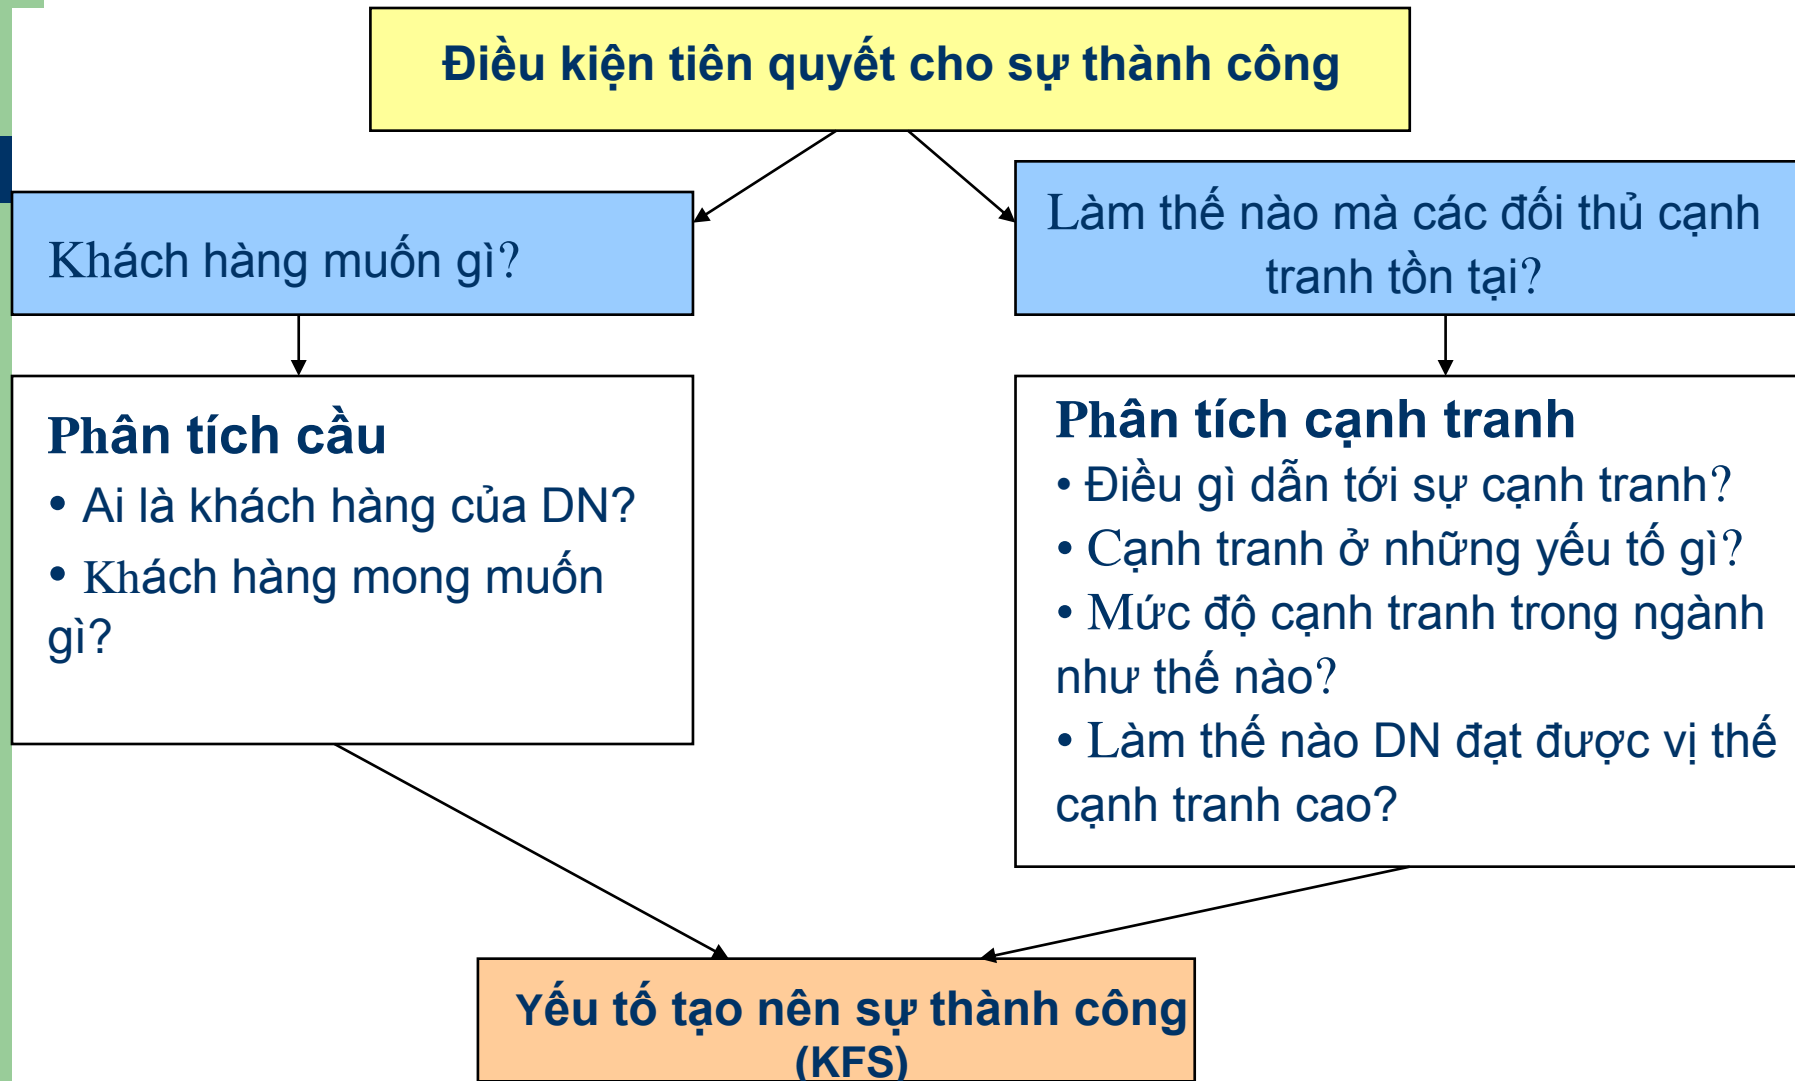 Điều kiện tiên quyết cho sự thành công
Khách hàng muốn gì?
Làm thế nào mà các đối thủ cạnh
tranh tồn tại?
Phân tích cầu
• Ai là khách hàng của DN?
• Khách hàng mong muốn
gì?
Phân tích cạnh tranh
• Điều gì dẫn tới sự cạnh tranh?
• Cạnh tranh ở những yếu tố gì?
• Mức độ cạnh tranh trong ngành
như thế nào?
• Làm thế nào DN đạt được vị thế
cạnh tranh cao?
Yếu tố tạo nên sự thành công
(KFS)